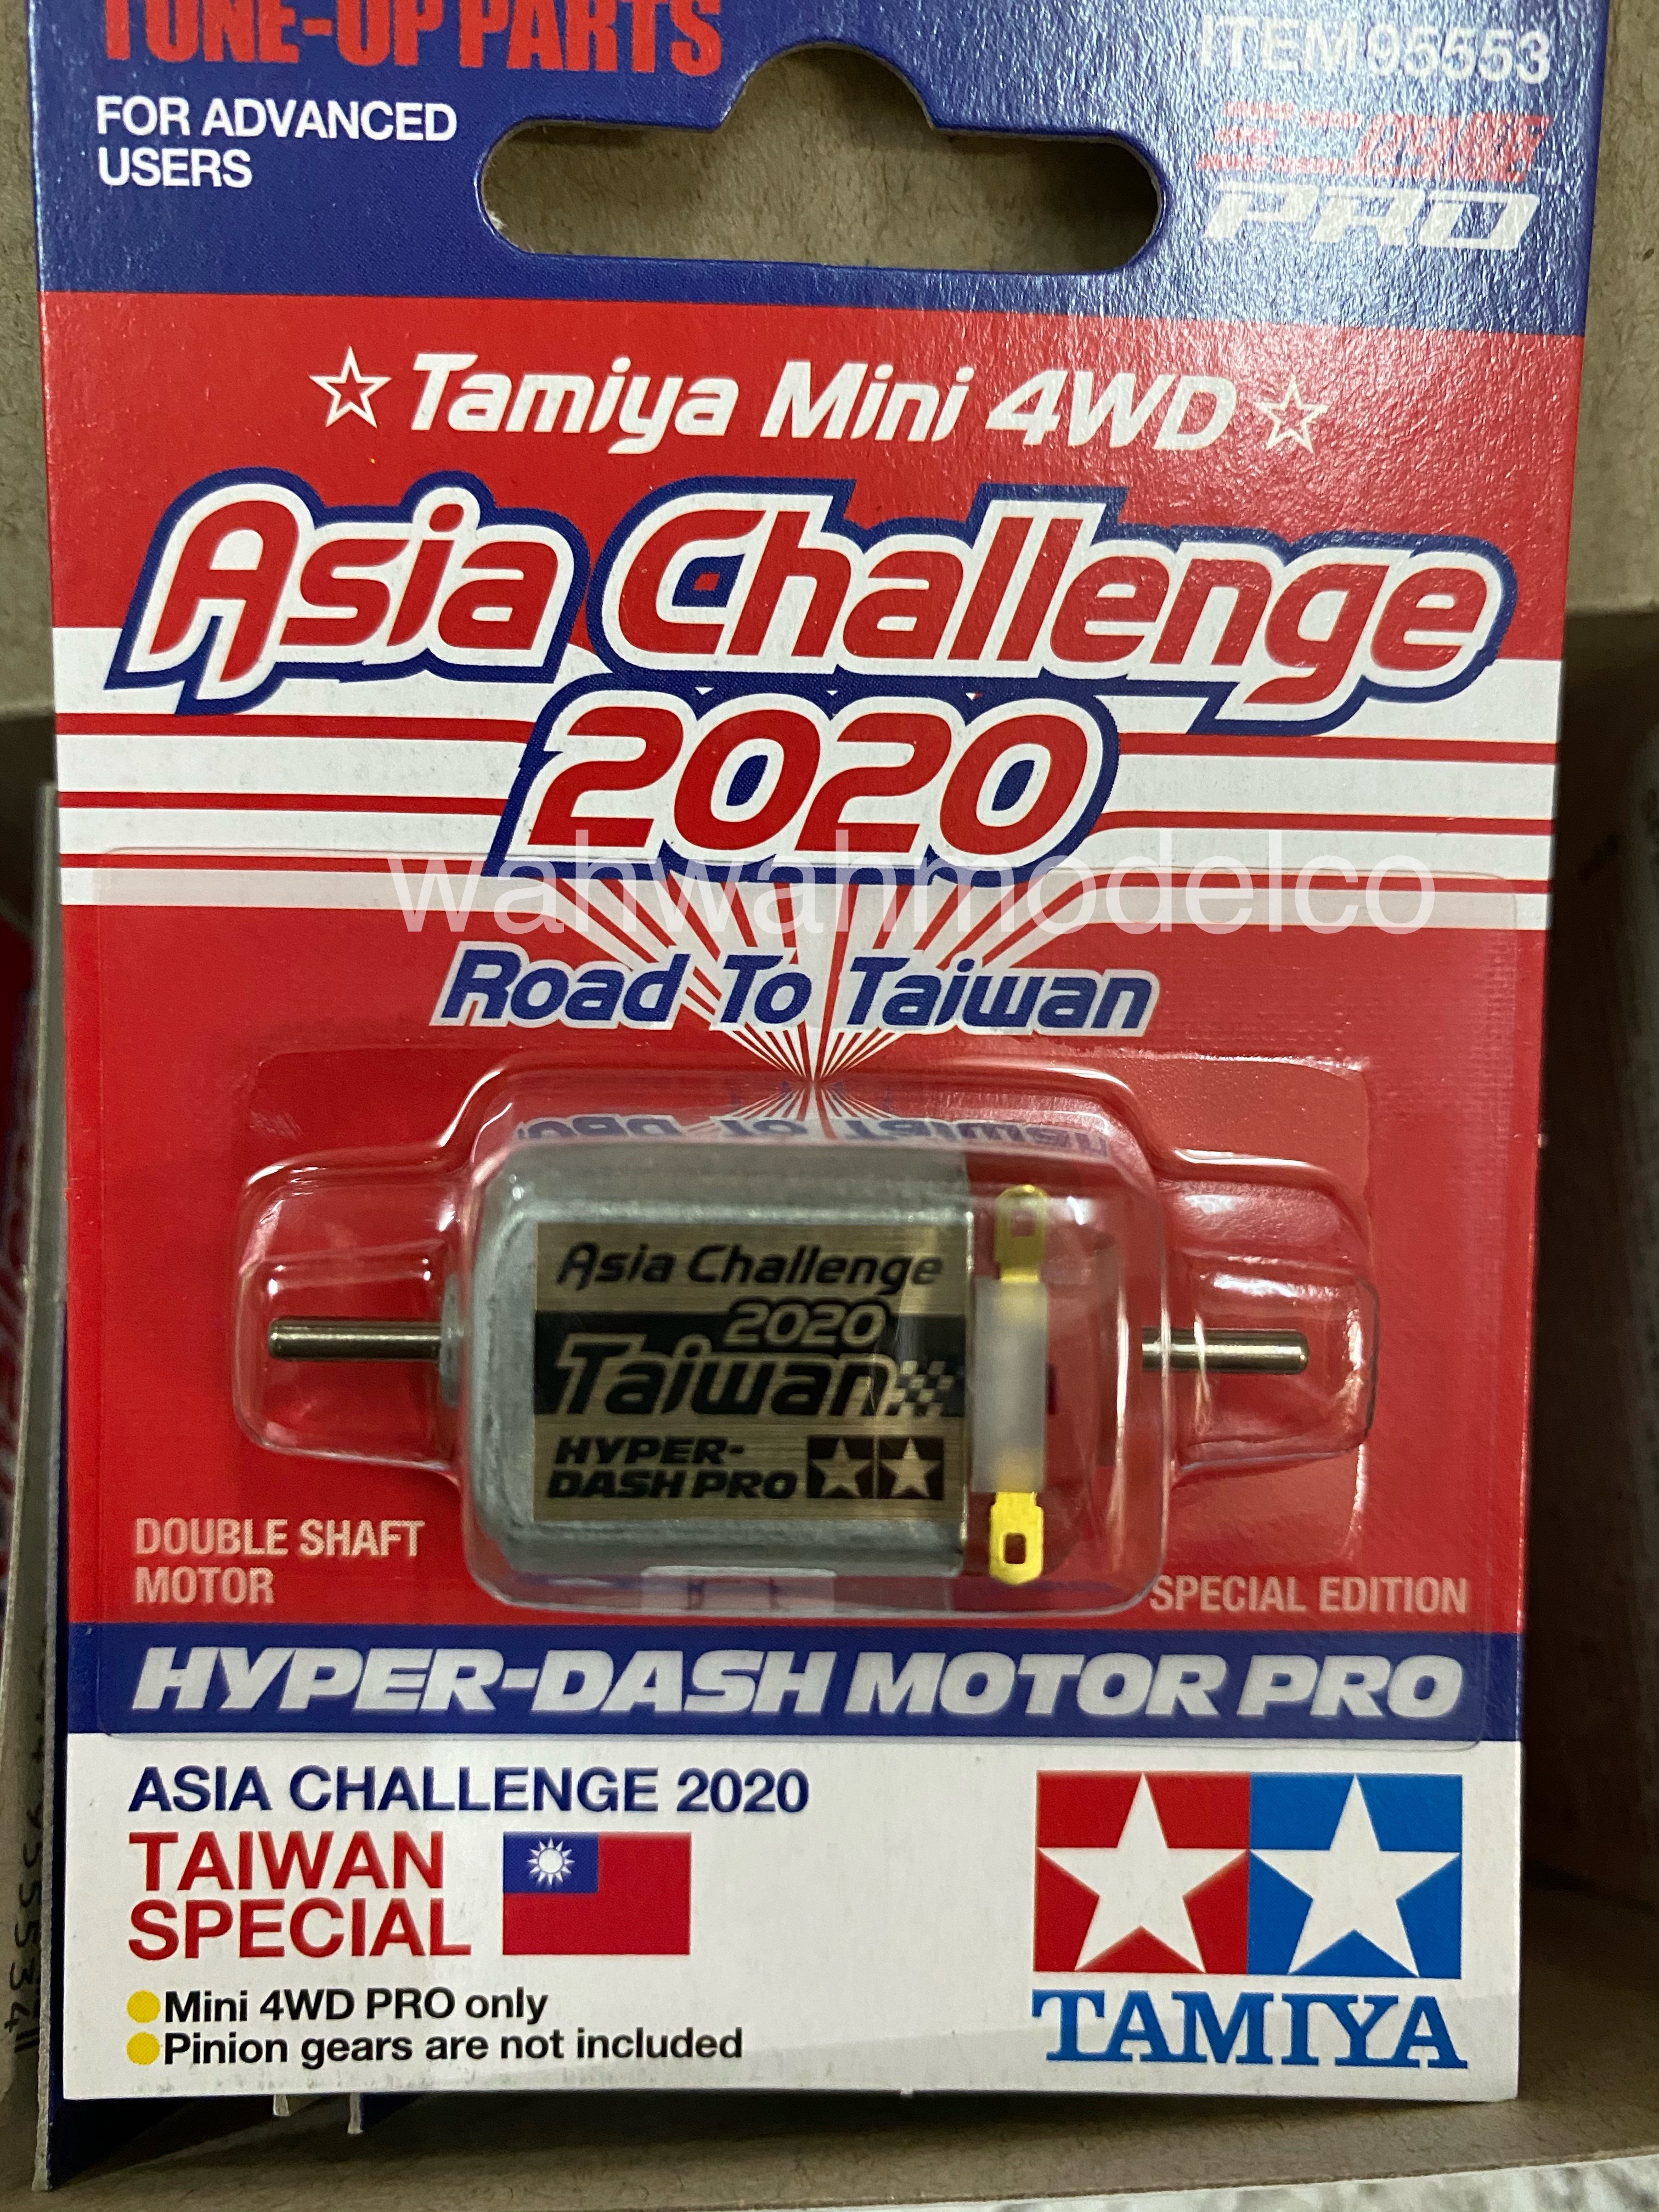 TUNE-UP PARTS
FOR ADVANCED
USERS
ITEM 95553
PRO
☆Tamiya Mini 4WD☆
Asia Challenge
2020
wahwahmodelco
Road To Taiwan
Asia Challenge
2020
Taiwan
HYPER-
DASH PRO
DOUBLE SHAFT
MOTOR
SPECIAL EDITION
HYPER-DASH MOTOR PRO
ASIA CHALLENGE 2020
TAIWAN
SPECIAL
Mini 4WD PRO only
Pinion gears are not included
TAMIYA